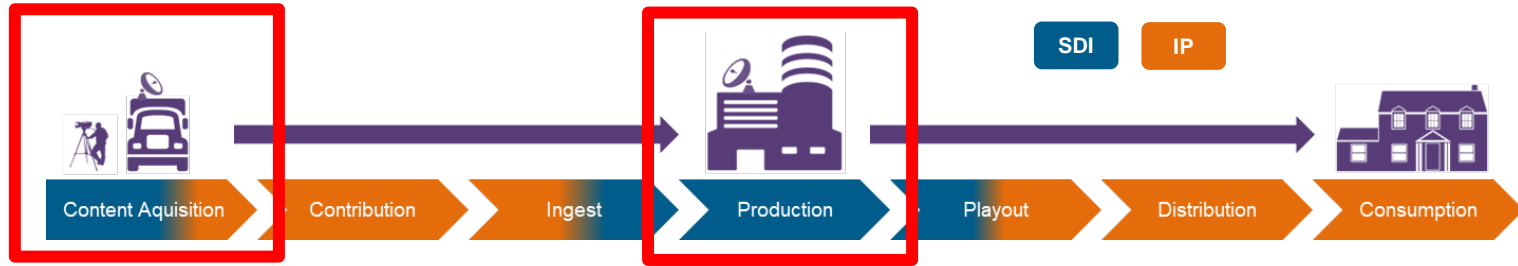 SDI
IP
Content Aquisition
Contribution
Ingest
Production
Playout
Distribution
Consumption